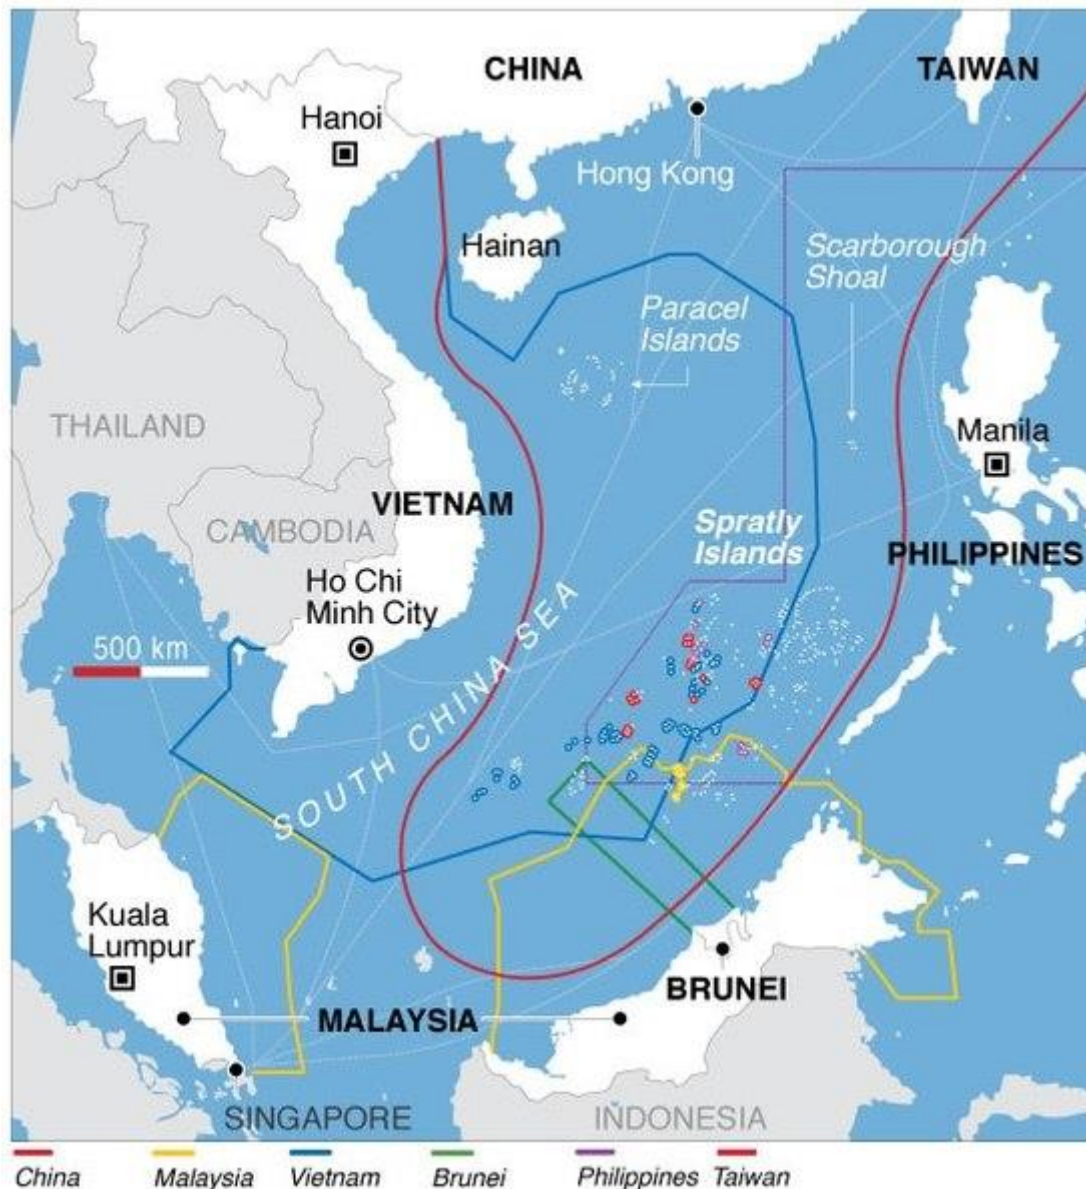 CHINA
TAIWAN
Hanoi
Hong Kong
Hainan
Scarborough
Shoal
Paracel
Islands
THAILAND
Manila
VIETNAM
CAMBODIA
Spratly
Islands
PHILIPPINES
Ho Chi
Minh City
500 km
SOUTH CHINA SEA
Kuala
Lumpur
BRUNEI
MALAYSIA
SINGAPORE
INDONESIA
China
Malaysia
Vietnam
Brunei
Philippines
Taiwan